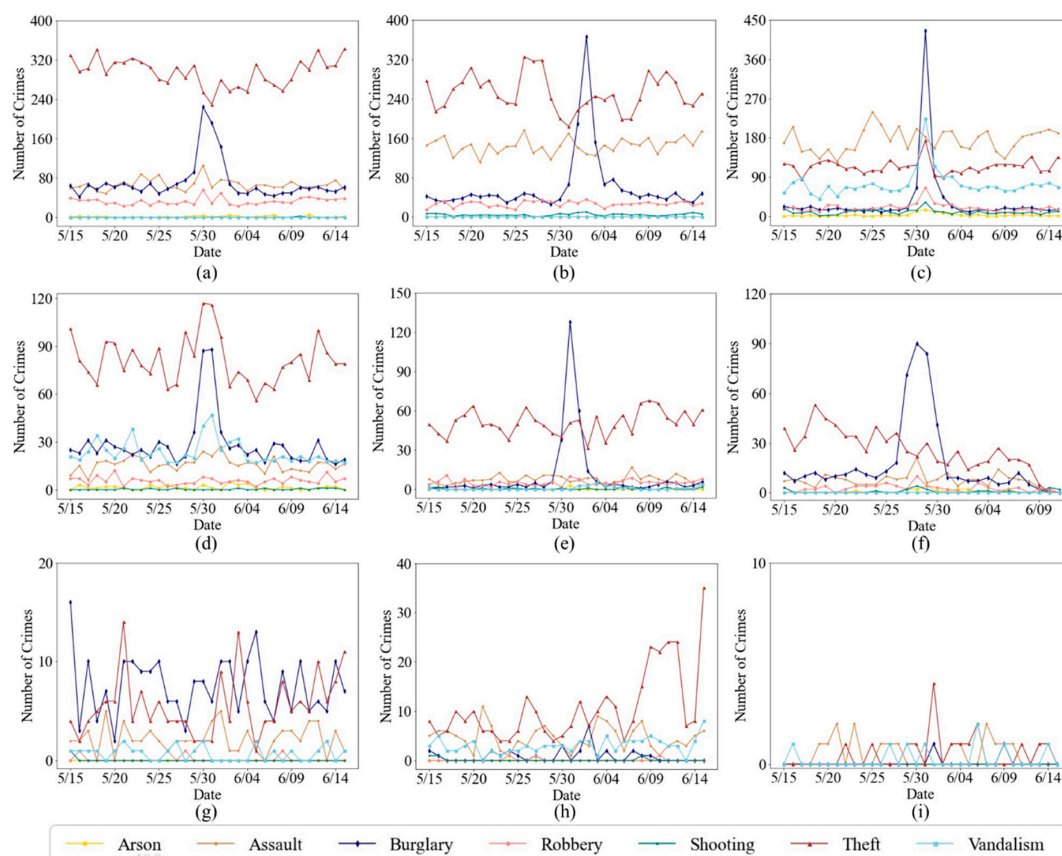 400 320 240 160 80 0
Number of Crimes
5/15 5/20 5/25 5/30 6/04 6/09 6/14
Date
(a)
400 320 240 160 80 0
Number of Crimes
5/15 5/20 5/25 5/30 6/04 6/09 6/14
Date
(b)
450 360 270 180 90 0
Number of Crimes
5/15 5/20 5/25 5/30 6/04 6/09 6/14
Date
(c)
120 90 60 30 0
Number of Crimes
5/15 5/20 5/25 5/30 6/04 6/09 6/14
Date
(d)
150 120 90 60 30 0
Number of Crimes
5/15 5/20 5/25 5/30 6/04 6/09 6/14
Date
(e)
120 90 60 30 0
Number of Crimes
5/15 5/20 5/25 5/30 6/04 6/09
Date
(f)
20 10 0
Number of Crimes
5/15 5/20 5/25 5/30 6/04 6/09 6/14
Date
(g)
40 30 20 10 0
Number of Crimes
5/15 5/20 5/25 5/30 6/04 6/09 6/14
Date
(h)
10 5 0
Number of Crimes
5/15 5/20 5/25 5/30 6/04 6/09 6/14
Date
(i)
Arson Assault Burglary Robbery Shooting Theft Vandalism